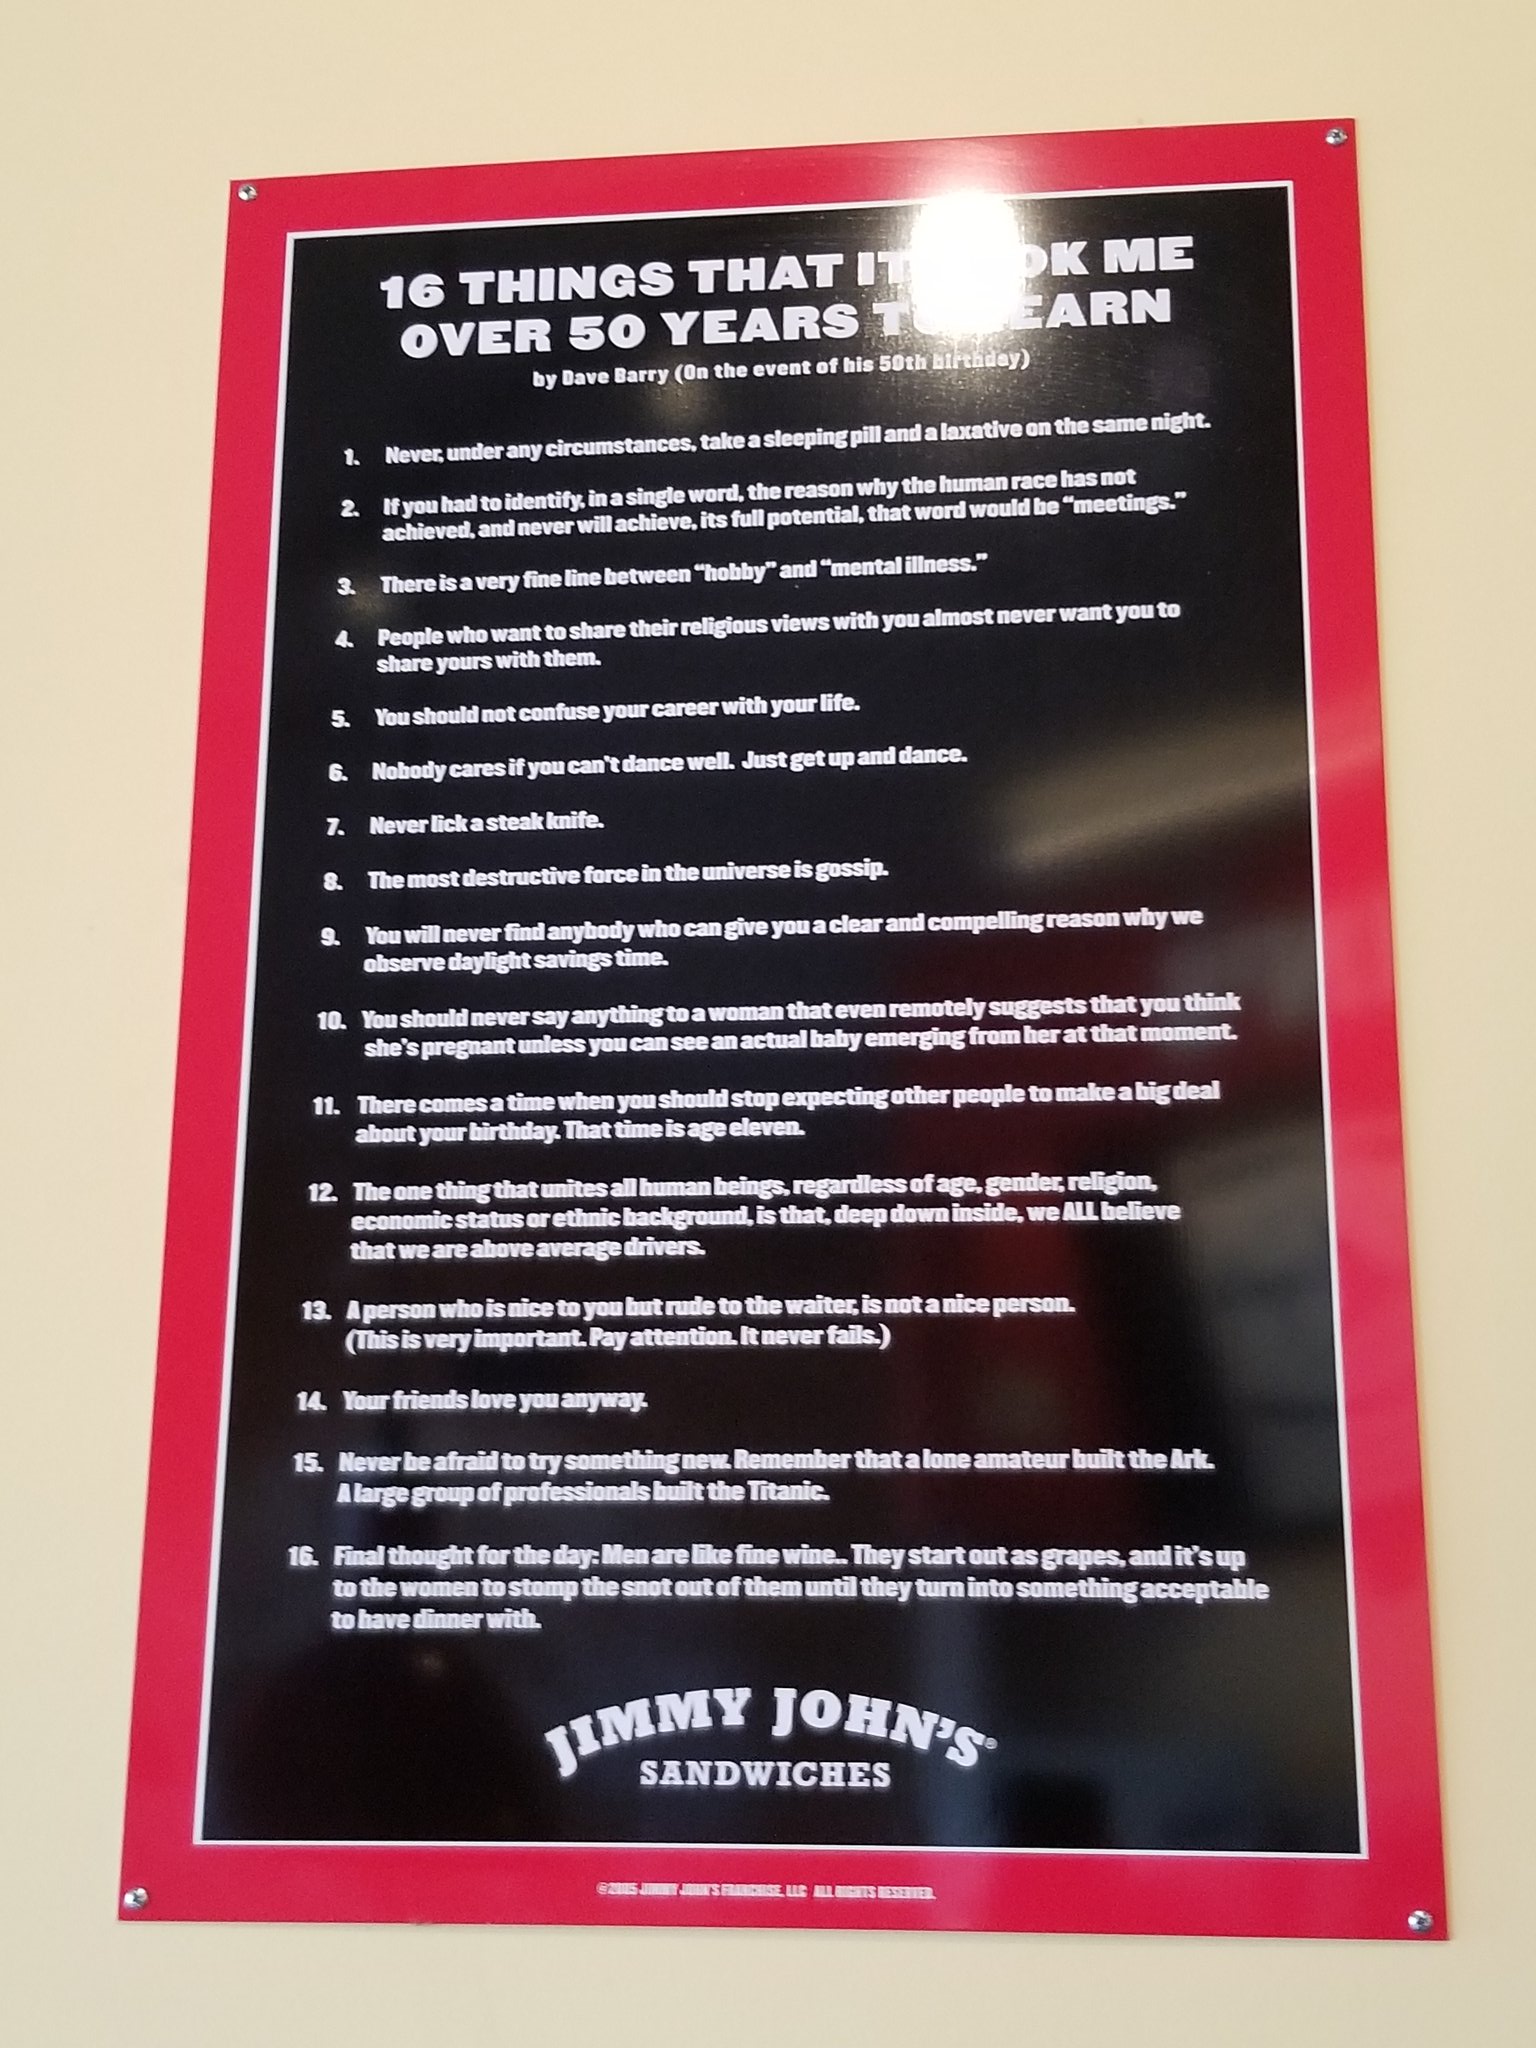 16 THINGS THAT IT TOOK ME
OVER 50 YEARS TO LEARN
by Dave Barry (On the event of his 50th birthday)
1. Never, under any circumstances, take a sleeping pill and a laxative on the same night.
2. If you had to identify, in a single word, the reason why the human race has not
achieved, and never will achieve, its full potential, that word would be “meetings.”
3. There is a very fine line between “hobby” and “mental illness.”
4. People who want to share their religious views with you almost never want you to
share yours with them.
5. You should not confuse your career with your life.
6. Nobody cares if you can't dance well. Just get up and dance.
7. Never lick a steak knife.
8. The most destructive force in the universe is gossip.
9. You will never find anybody who can give you a clear and compelling reason why we
observe daylight savings time.
10. You should never say anything to a woman that even remotely suggests that you think
she's pregnant unless you can see an actual baby emerging from her at that moment.
11. There comes a time when you should stop expecting other people to make a big deal
about your birthday. That time is age eleven.
12. The one thing that unites all human beings, regardless of age, gender, religion,
economic status or ethnic background, is that, deep down inside, we ALL believe
that we are above average drivers.
13. A person who is nice to you but rude to the waiter, is not a nice person.
(This is very important. Pay attention. It never fails.)
14. Your friends love you anyway.
15. Never be afraid to try something new. Remember that a lone amateur built the Ark.
A large group of professionals built the Titanic.
16. Final thought for the day: Men are like fine wine.. They start out as grapes, and it's up
to the women to stomp the snot out of them until they turn into something acceptable
to have dinner with.
JIMMY JOHN'S®
SANDWICHES
© JIMMY JOHN'S FRANCHISE, LLC ALL RIGHTS RESERVED.